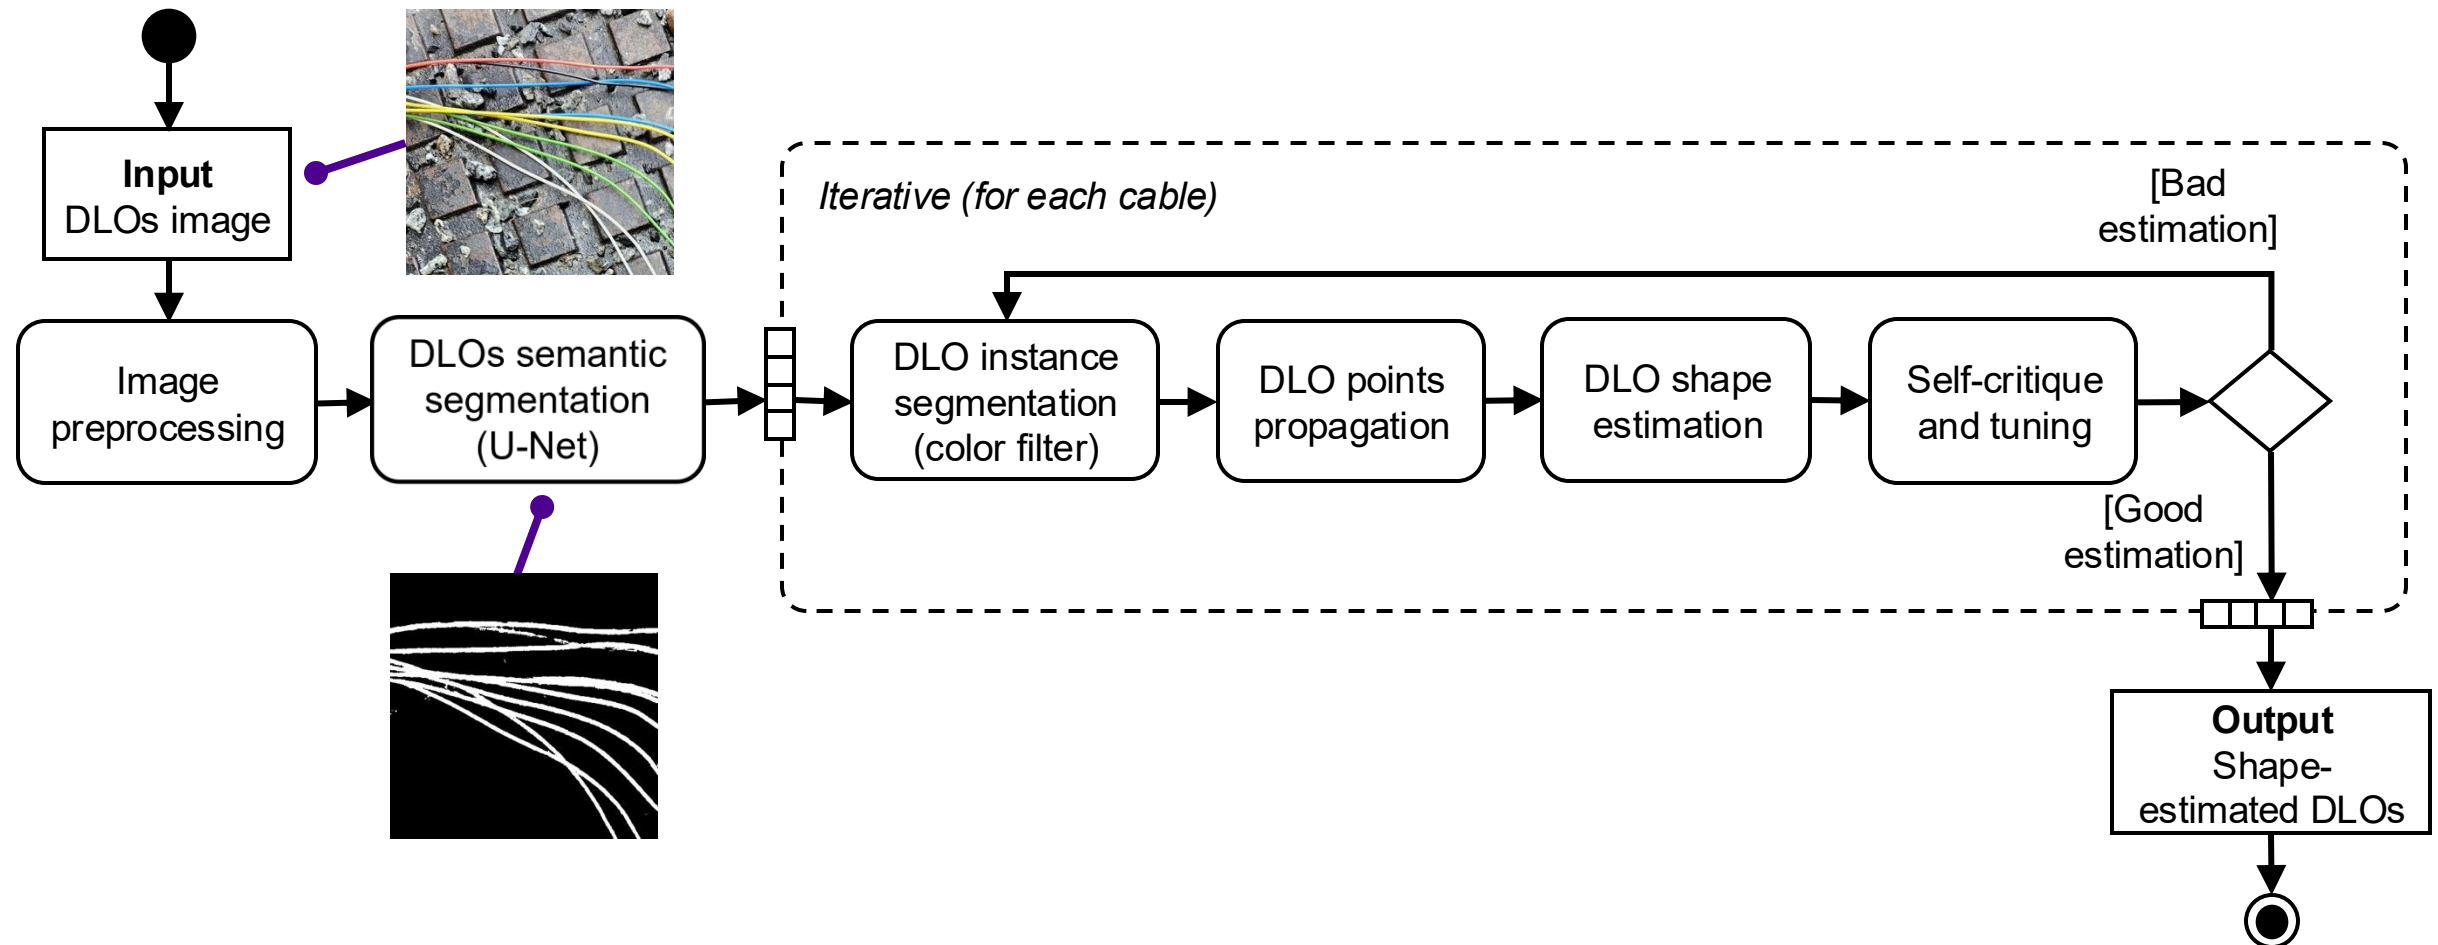 Input
DLOs image
Image
preprocessing
DLOs semantic
segmentation
(U-Net)
Iterative (for each cable)
DLO instance
segmentation
(color filter)
DLO points
propagation
DLO shape
estimation
Self-critique
and tuning
[Bad
estimation]
[Good
estimation]
Output
Shape-
estimated DLOs